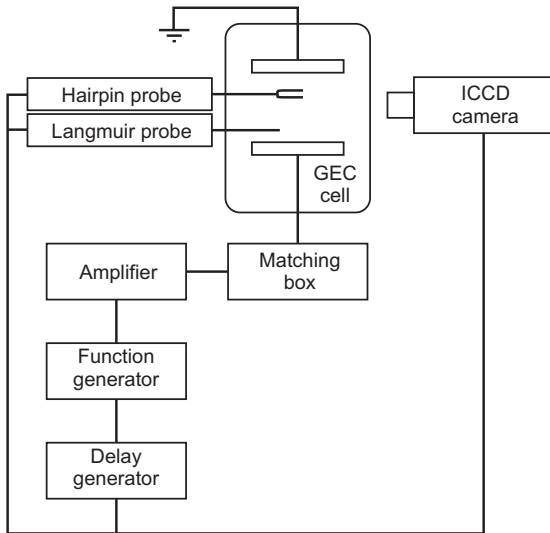 Hairpin probe
Langmuir probe
ICCD
camera
GEC
cell
Amplifier
Matching
box
Function
generator
Delay
generator